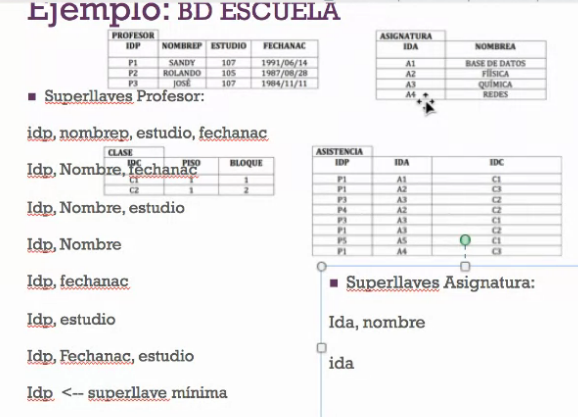 Ejemplo: BD ESCUELA
PROFESOR
IDP NOMBREP ESTUDIO FECHANAC
P1 SANDY 107 1991/06/14
P2 ROLANDO 105 1987/08/28
P3 JOSÉ 107 1984/11/11
ASIGNATURA
IDA NOMBREA
A1 BASE DE DATOS
A2 FÍSICA
A3 QUÍMICA
A4 REDES
■ Superllaves Profesor:
idp, nombrep, estudio, fechanac
CLASE
IDC PISO BLOQUE
C1 1 1
C2 1 2
Idp, Nombre, fechanac
Idp, Nombre, estudio
Idp, Nombre
Idp, fechanac
Idp, estudio
Idp, Fechanac, estudio
Idp <-- superllave mínima
ASISTENCIA
IDP IDA IDC
P1 A1 C1
P1 A2 C3
P3 A3 C2
P4 A2 C2
P3 A3 C1
P1 A3 C2
P5 A5 C1
P1 A4 C3
■ Superllaves Asignatura:
Ida, nombre
ida